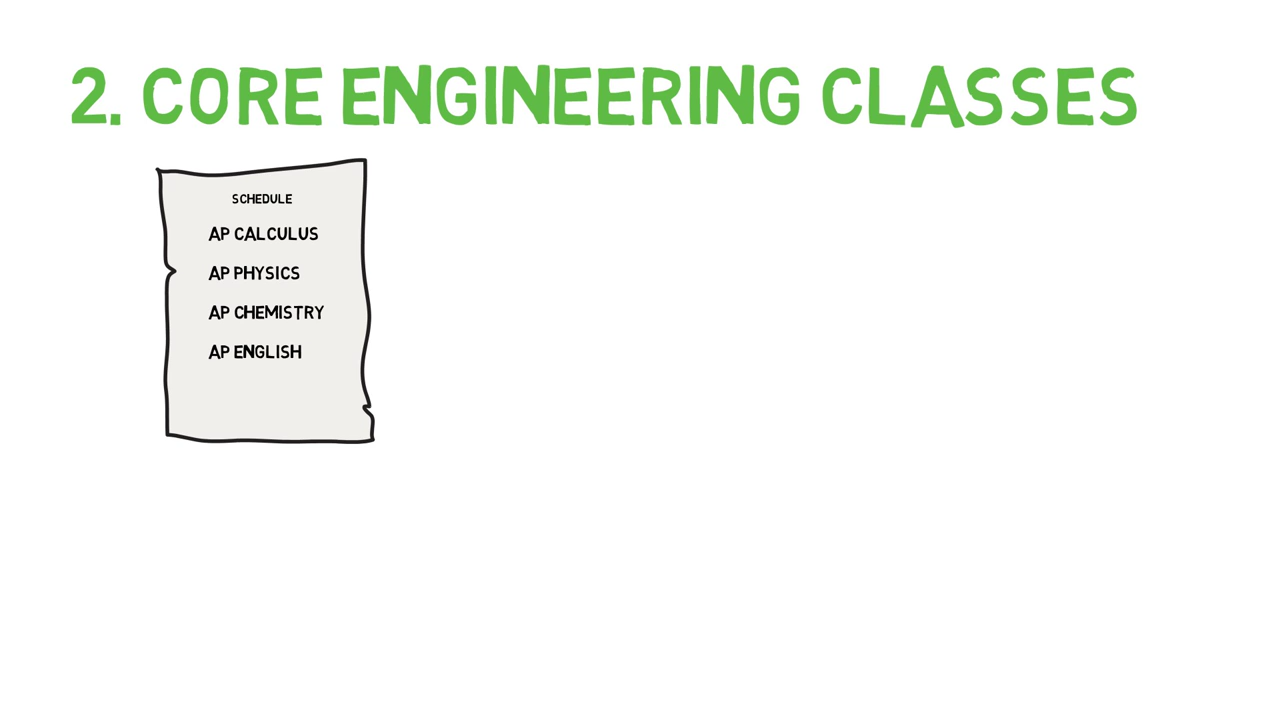 2. CORE ENGINEERING CLASSES
SCHEDULE
AP CALCULUS
AP PHYSICS
AP CHEMISTRY
AP ENGLISH